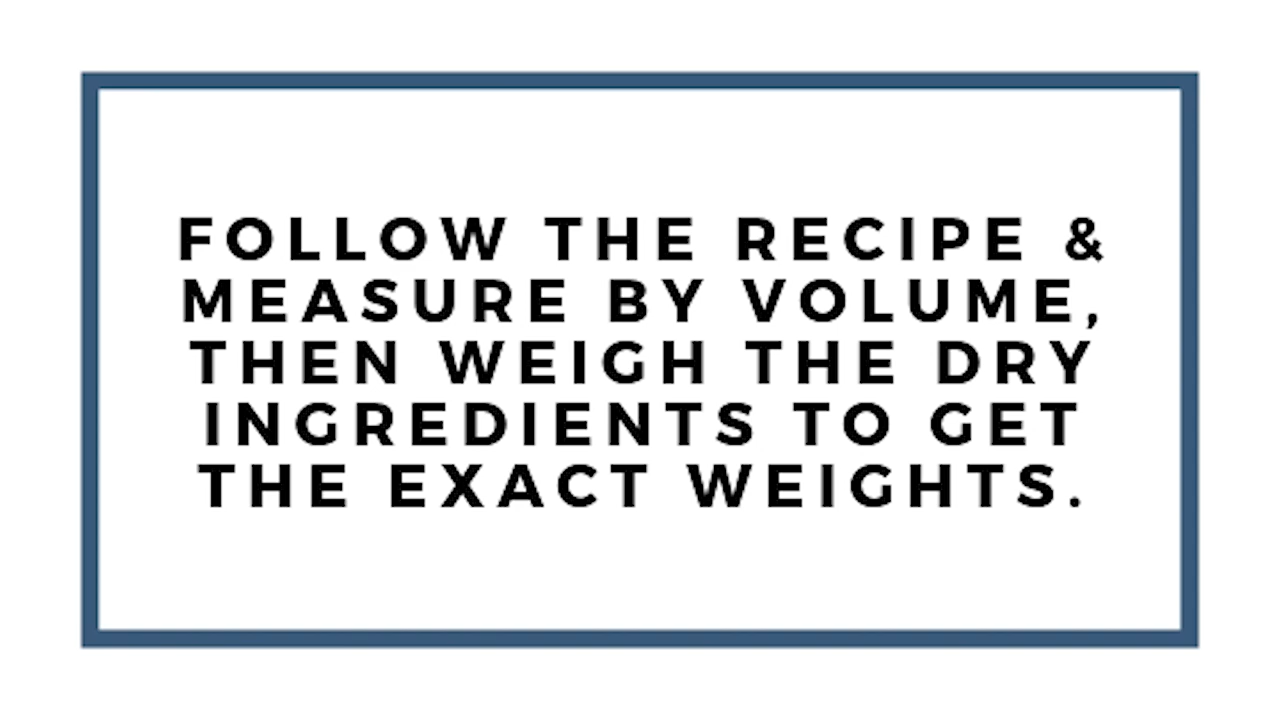 FOLLOW THE RECIPE &
MEASURE BY VOLUME,
THEN WEIGH THE DRY
INGREDIENTS TO GET
THE EXACT WEIGHTS.